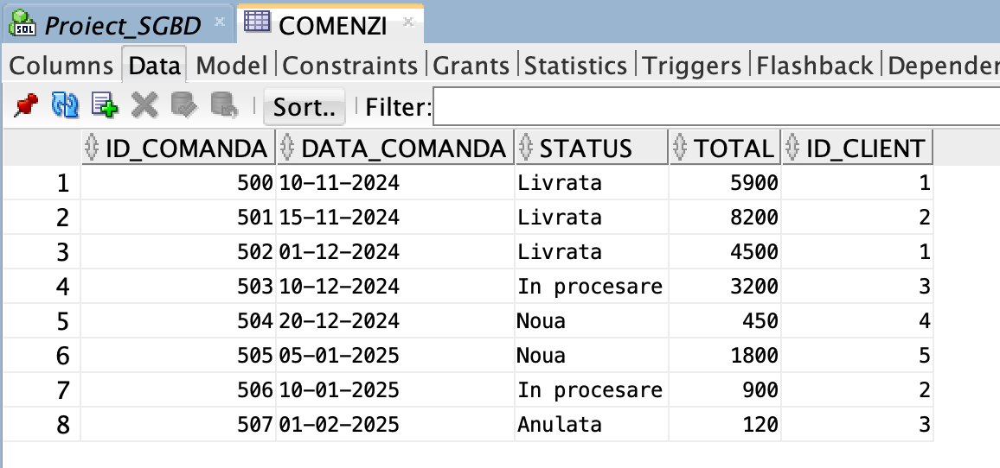 Proiect_SGBD COMENZI
Columns Data Model Constraints Grants Statistics Triggers Flashback Dependen
Sort.. Filter:
ID_COMANDA DATA_COMANDA STATUS TOTAL ID_CLIENT
1 500 10-11-2024 Livrata 5900 1
2 501 15-11-2024 Livrata 8200 2
3 502 01-12-2024 Livrata 4500 1
4 503 10-12-2024 In procesare 3200 3
5 504 20-12-2024 Noua 450 4
6 505 05-01-2025 Noua 1800 5
7 506 10-01-2025 In procesare 900 2
8 507 01-02-2025 Anulata 120 3